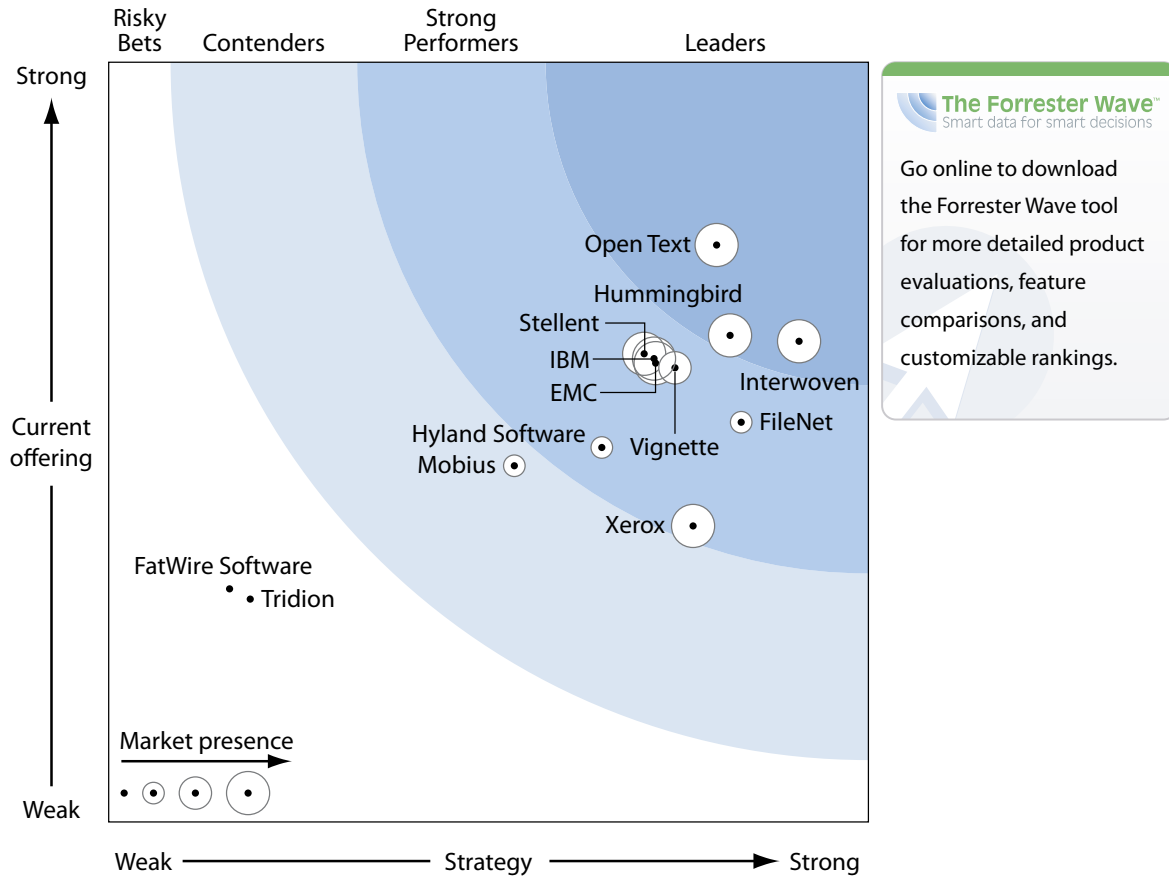 Risky
Bets
Contenders
Strong
Performers
Leaders
Strong
Current
offering
Weak
Open Text
Hummingbird
Stellent
IBM
EMC
Interwoven
FileNet
Vignette
Hyland Software
Mobius
Xerox
FatWire Software
Tridion
Market presence
Weak
Strategy
Strong
The Forrester Wave™
Smart data for smart decisions
Go online to download
the Forrester Wave tool
for more detailed product
evaluations, feature
comparisons, and
customizable rankings.